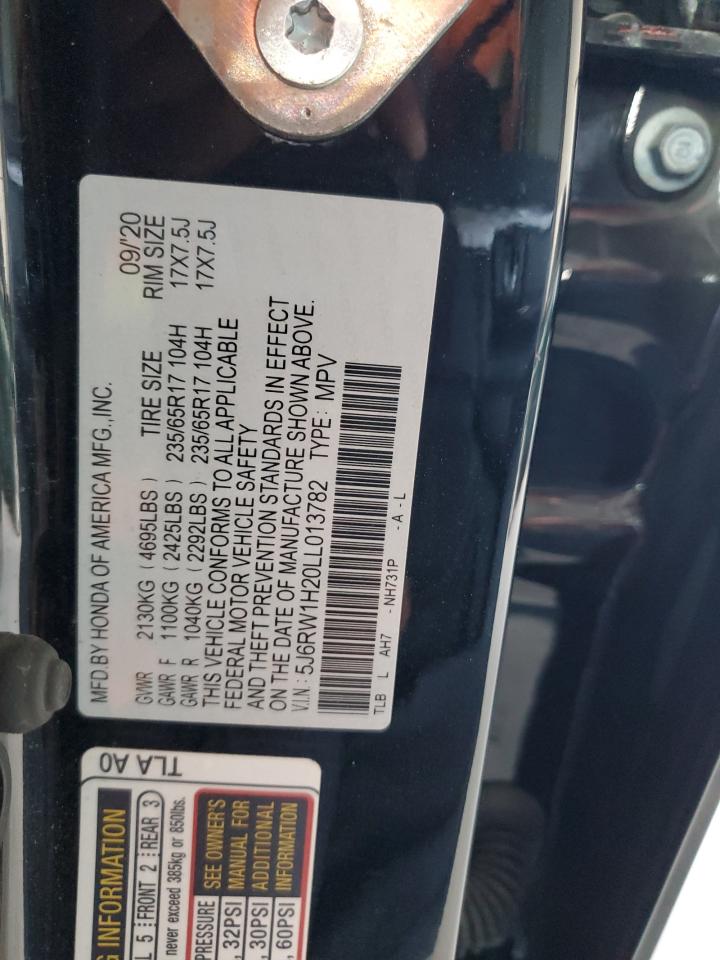 MFD.BY HONDA OF AMERICA MFG.,INC. 09/'20
TIRE SIZE RIM SIZE
GVWR 2130KG (4695LBS)
GAWR F 1100KG (2425LBS) 235/65R17 104H 17X7.5J
GAWR R 1040KG (2292LBS) 235/65R17 104H 17X7.5J
THIS VEHICLE CONFORMS TO ALL APPLICABLE
FEDERAL MOTOR VEHICLE SAFETY
AND THEFT PREVENTION STANDARDS IN EFFECT
ON THE DATE OF MANUFACTURE SHOWN ABOVE.
V.I.N.: 5J6RW1H20LL013782 TYPE: MPV
TLB L AH7 -NH731P -A-L
TLA A0
INFORMATION
5 FRONT 2 REAR 3
never exceed 385kg or 850lbs.
PRESSURE SEE OWNER'S
, 32PSI MANUAL FOR
, 30PSI ADDITIONAL
, 60PSI INFORMATION